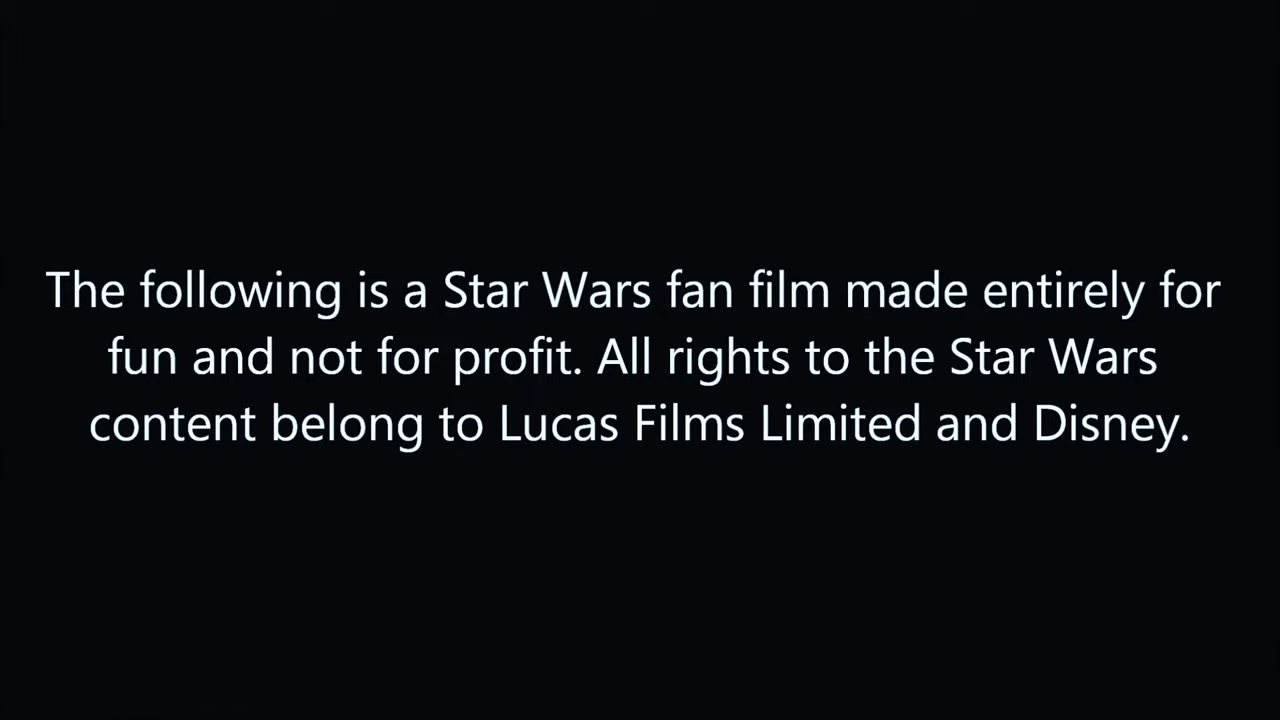 The following is a Star Wars fan film made entirely for
fun and not for profit. All rights to the Star Wars
content belong to Lucas Films Limited and Disney.